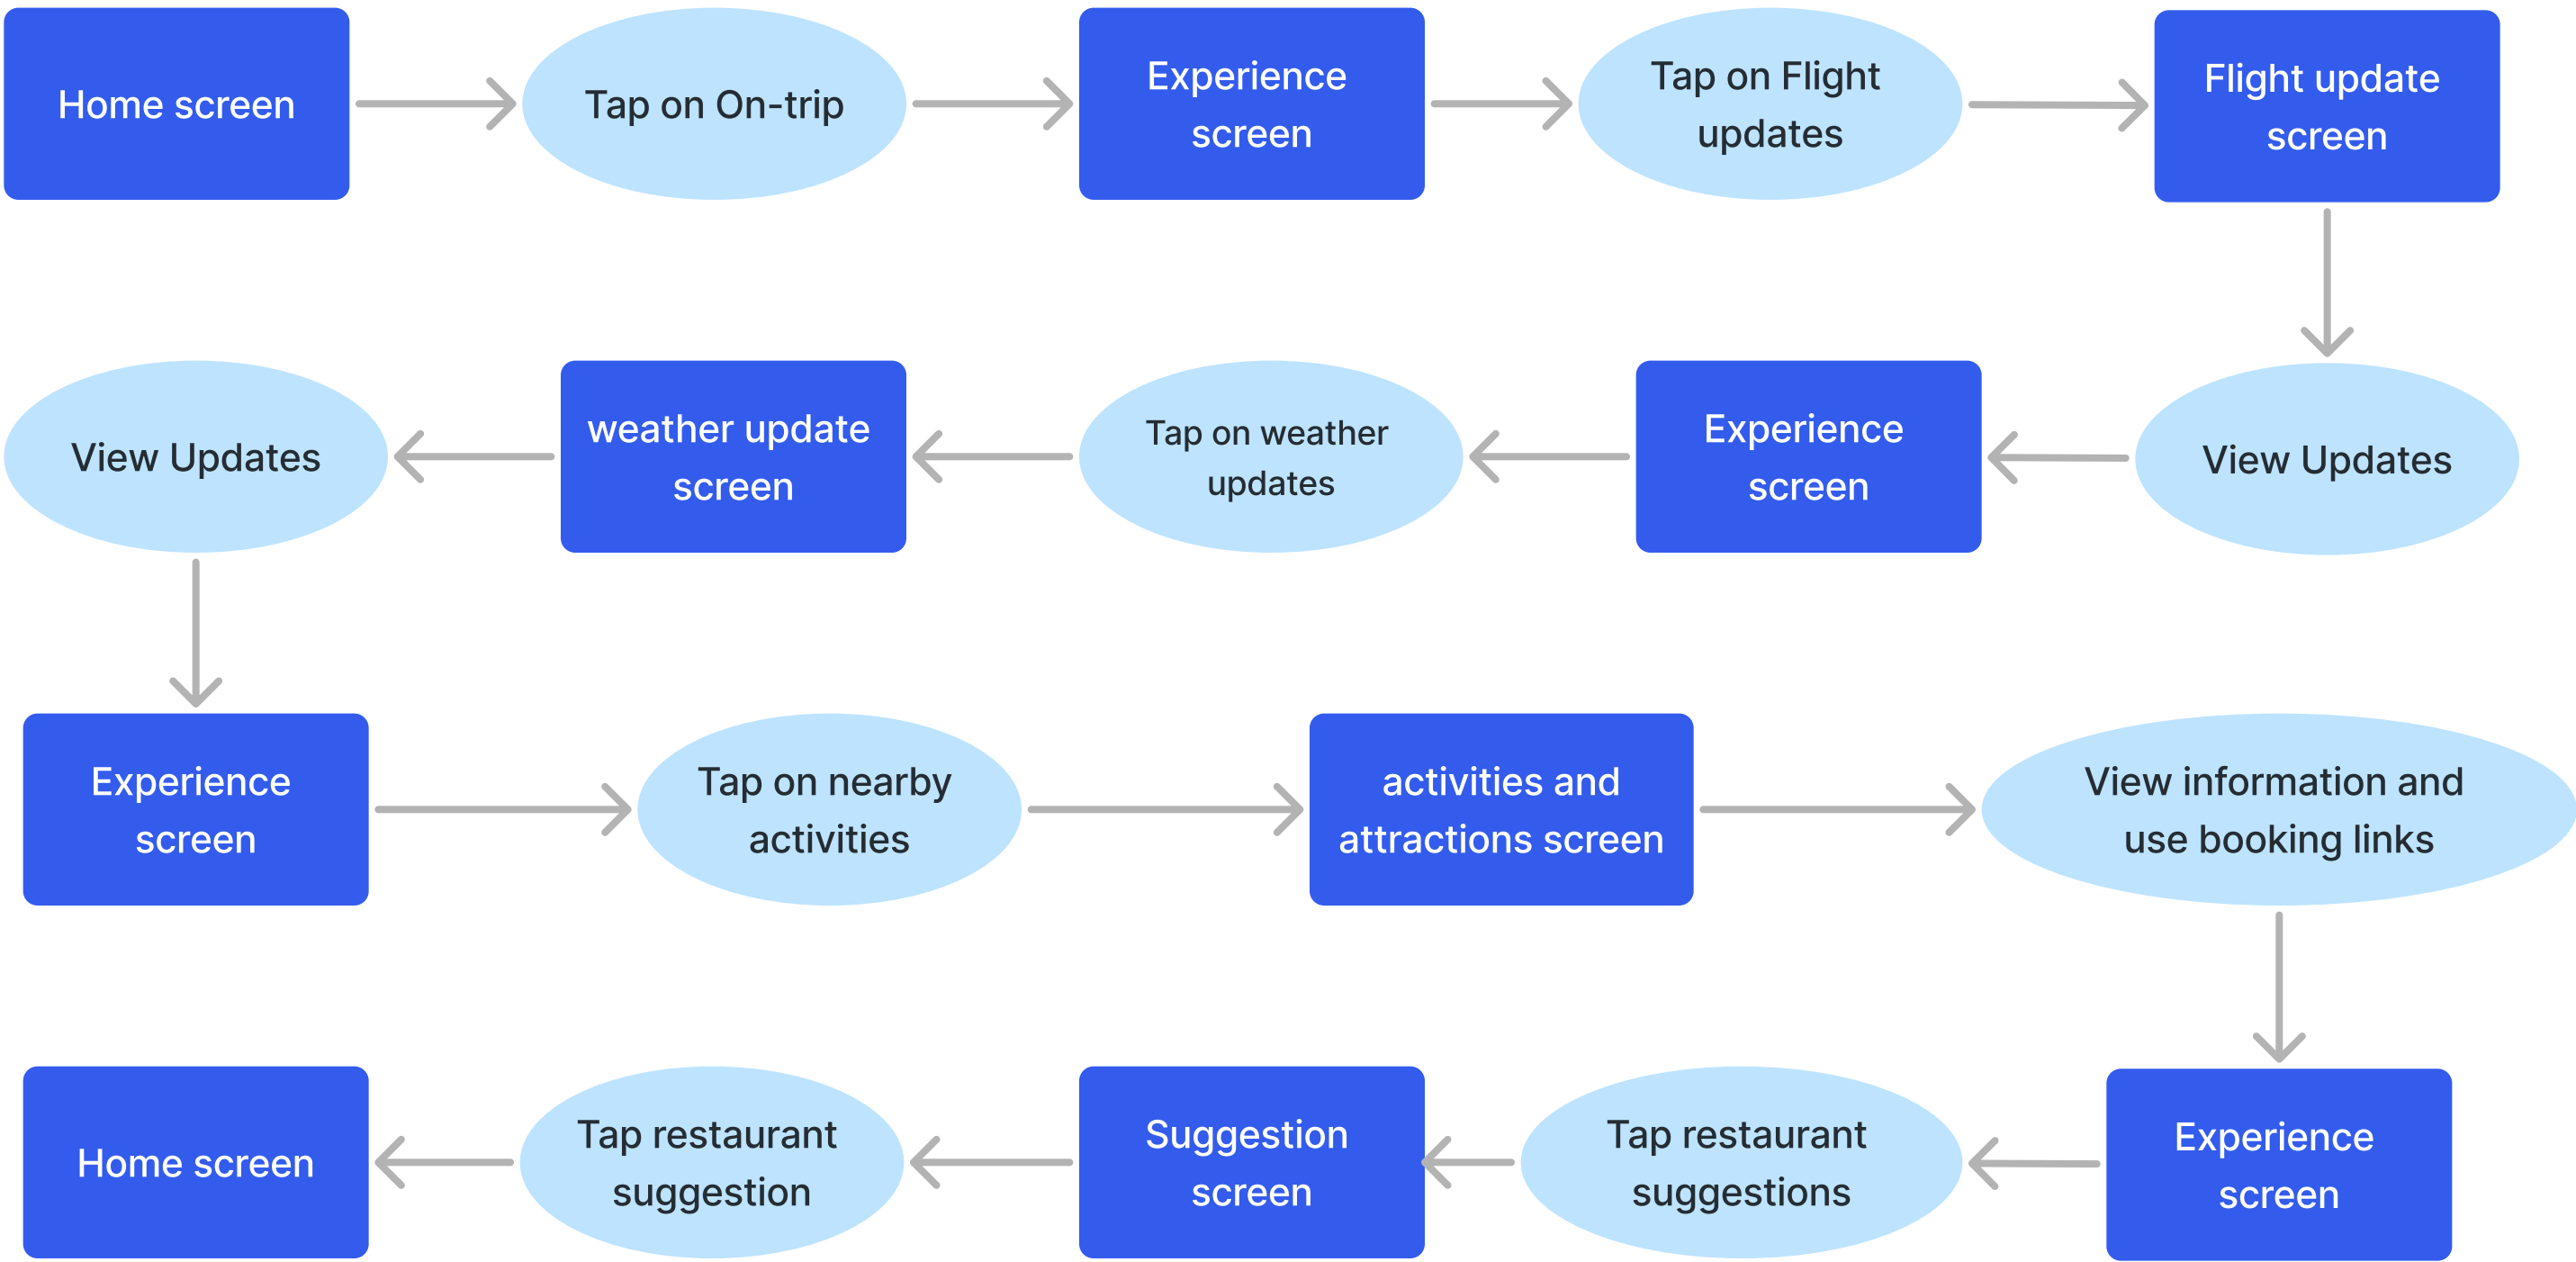 Home screen
Tap on On-trip
Experience
screen
Tap on Flight
updates
Flight update
screen
View Updates
Experience
screen
Tap on weather
updates
weather update
screen
View Updates
Experience
screen
Tap on nearby
activities
activities and
attractions screen
View information and
use booking links
Experience
screen
Tap restaurant
suggestions
Suggestion
screen
Tap restaurant
suggestion
Home screen